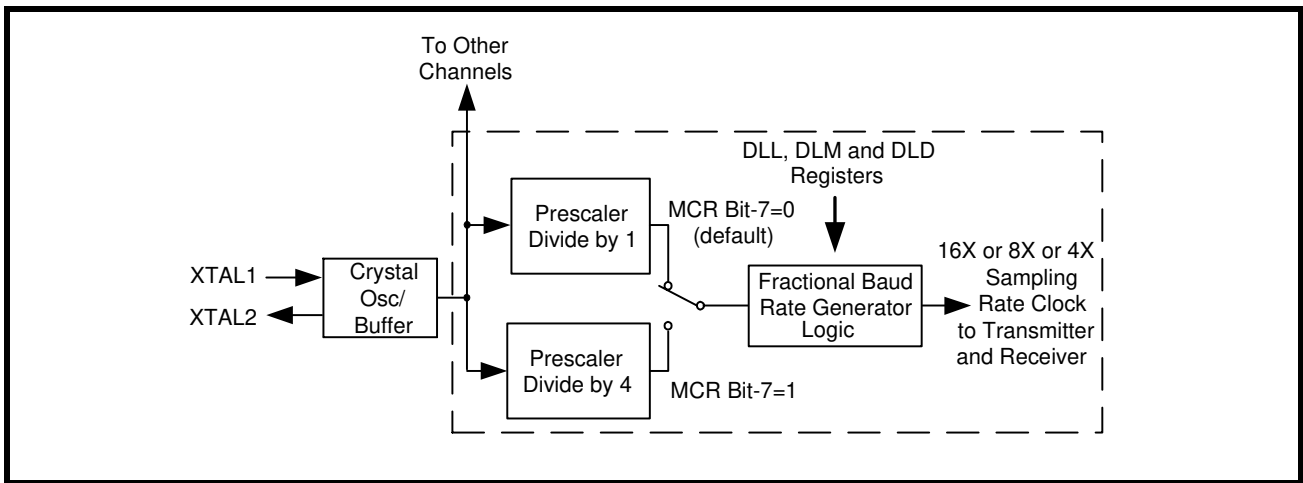 To Other
Channels
DLL, DLM and DLD
Registers
Prescaler
Divide by 1
MCR Bit-7=0
(default)
16X or 8X or 4X
Sampling
Rate Clock
to Transmitter
and Receiver
XTAL1
XTAL2
Crystal
Osc/
Buffer
Fractional Baud
Rate Generator
Logic
Prescaler
Divide by 4
MCR Bit-7=1